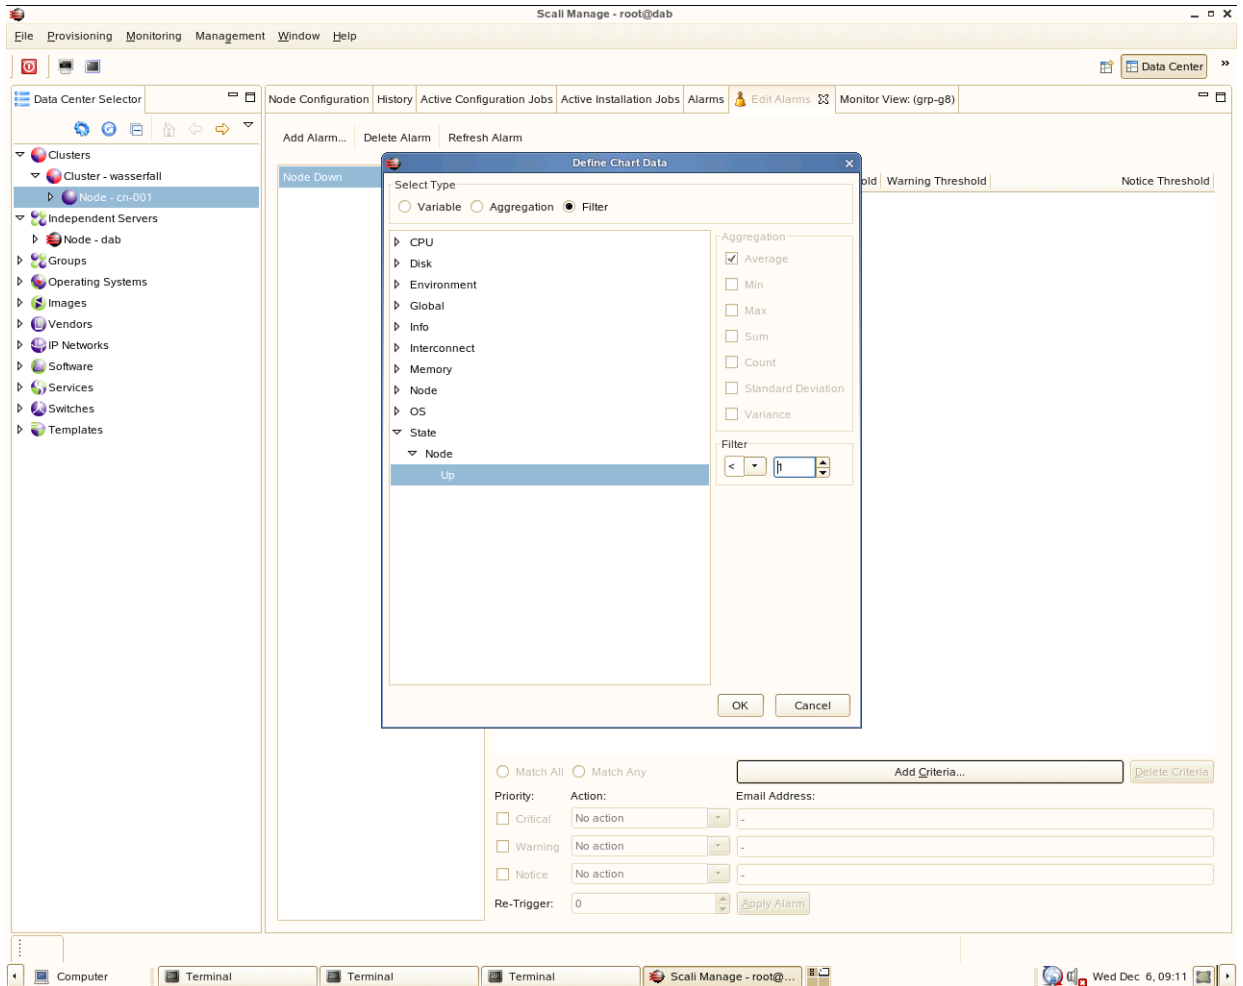 Scali Manage - root@dab
File Provisioning Monitoring Management Window Help
Data Center »
Data Center Selector
Node Configuration History Active Configuration Jobs Active Installation Jobs Alarms Edit Alarms Monitor View: (grp-g8)
Add Alarm... Delete Alarm Refresh Alarm
Clusters
Cluster - wasserfall
Node - cn-001
Independent Servers
Node - dab
Groups
Operating Systems
Images
Vendors
IP Networks
Software
Services
Switches
Templates
Node Down
old Warning Threshold Notice Threshold
Define Chart Data
Select Type
Variable Aggregation Filter
CPU
Disk
Environment
Global
Info
Interconnect
Memory
Node
OS
State
Node
Up
Aggregation
Average
Min
Max
Sum
Count
Standard Deviation
Variance
Filter
< 1
OK Cancel
Match All Match Any Add Criteria... Delete Criteria
Priority: Action: Email Address:
Critical No action -
Warning No action -
Notice No action -
Re-Trigger: 0 Apply Alarm
Computer Terminal Terminal Terminal Scali Manage - root@... Wed Dec 6, 09:11